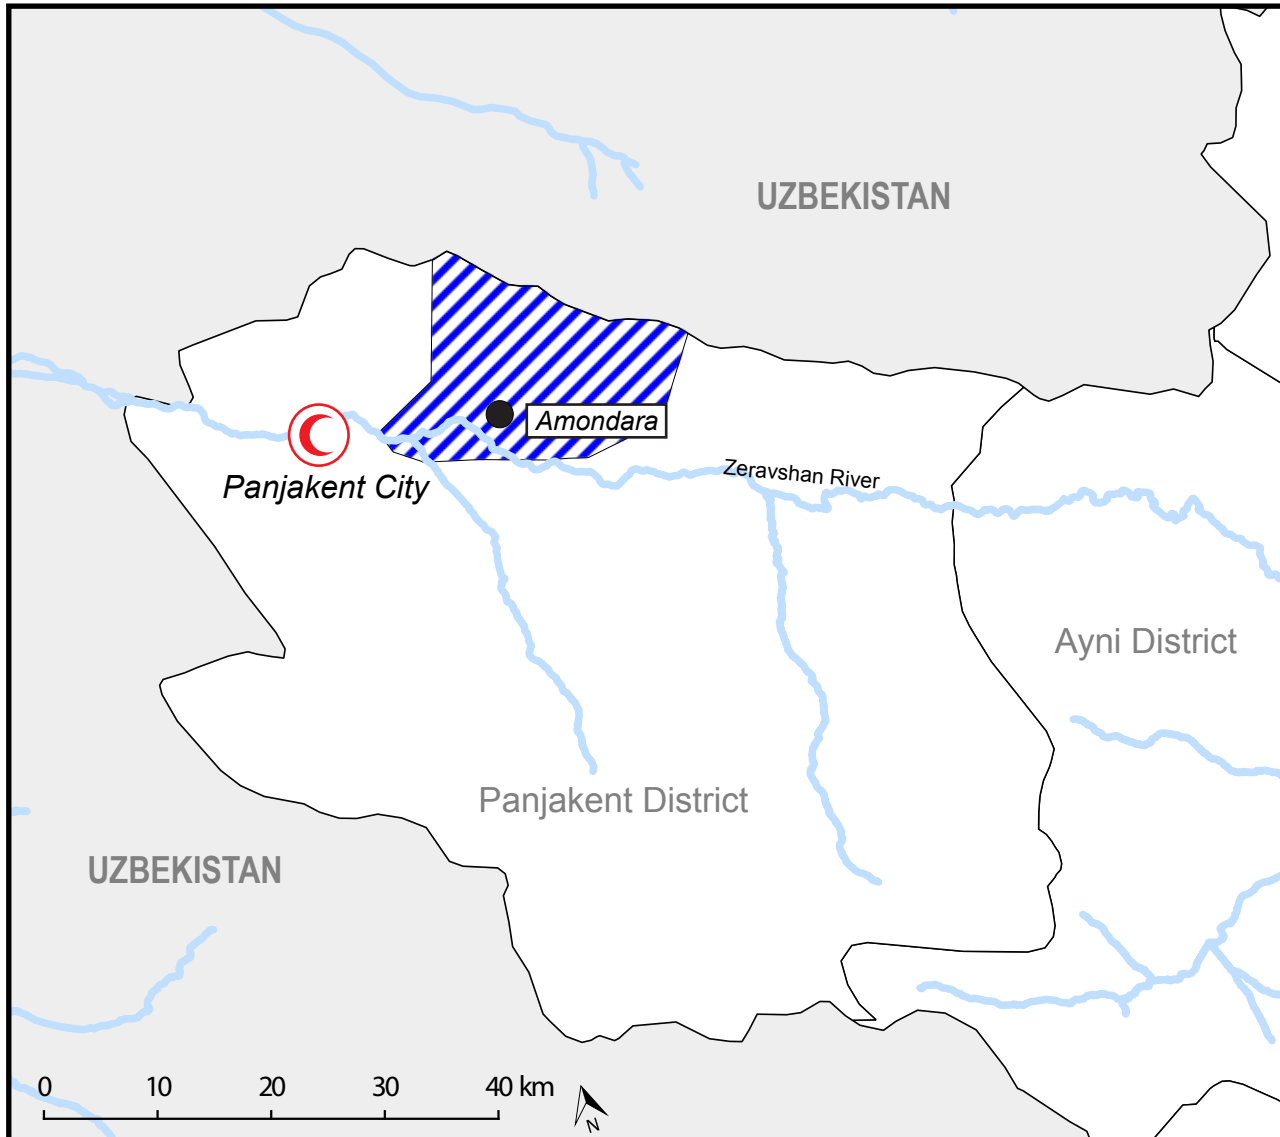 UZBEKISTAN
Amondara
Zeravshan River
Panjakent City
Ayni District
Panjakent District
UZBEKISTAN
0 10 20 30 40 km
N